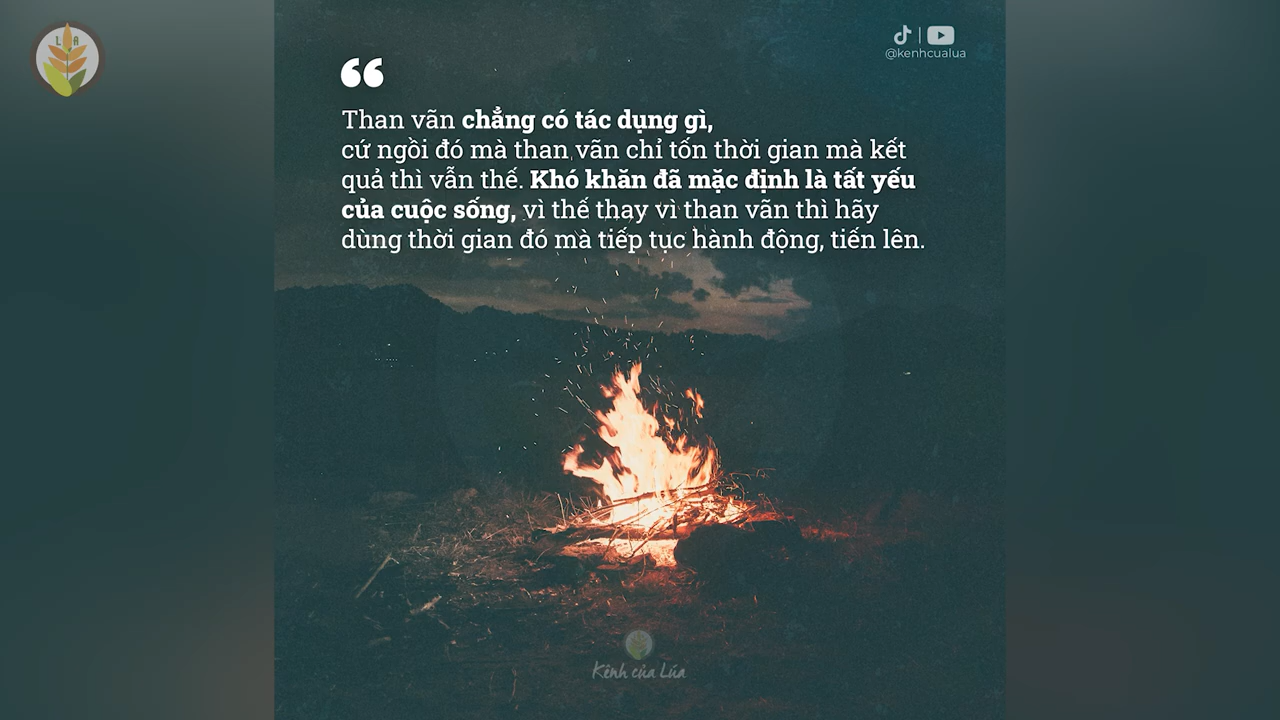 LA
@kenhcualua
“
Than vãn chẳng có tác dụng gì,
cứ ngồi đó mà than vãn chỉ tốn thời gian mà kết
quả thì vẫn thế. Khó khăn đã mặc định là tất yếu
của cuộc sống, vì thế thay vì than vãn thì hãy
dùng thời gian đó mà tiếp tục hành động, tiến lên.
Kênh của Lúa